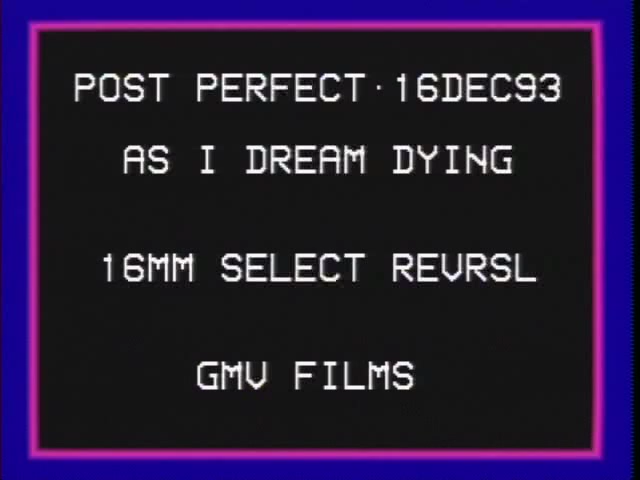 POST PERFECT·16DEC93
AS I DREAM DYING
16MM SELECT REVRSL
GMV FILMS